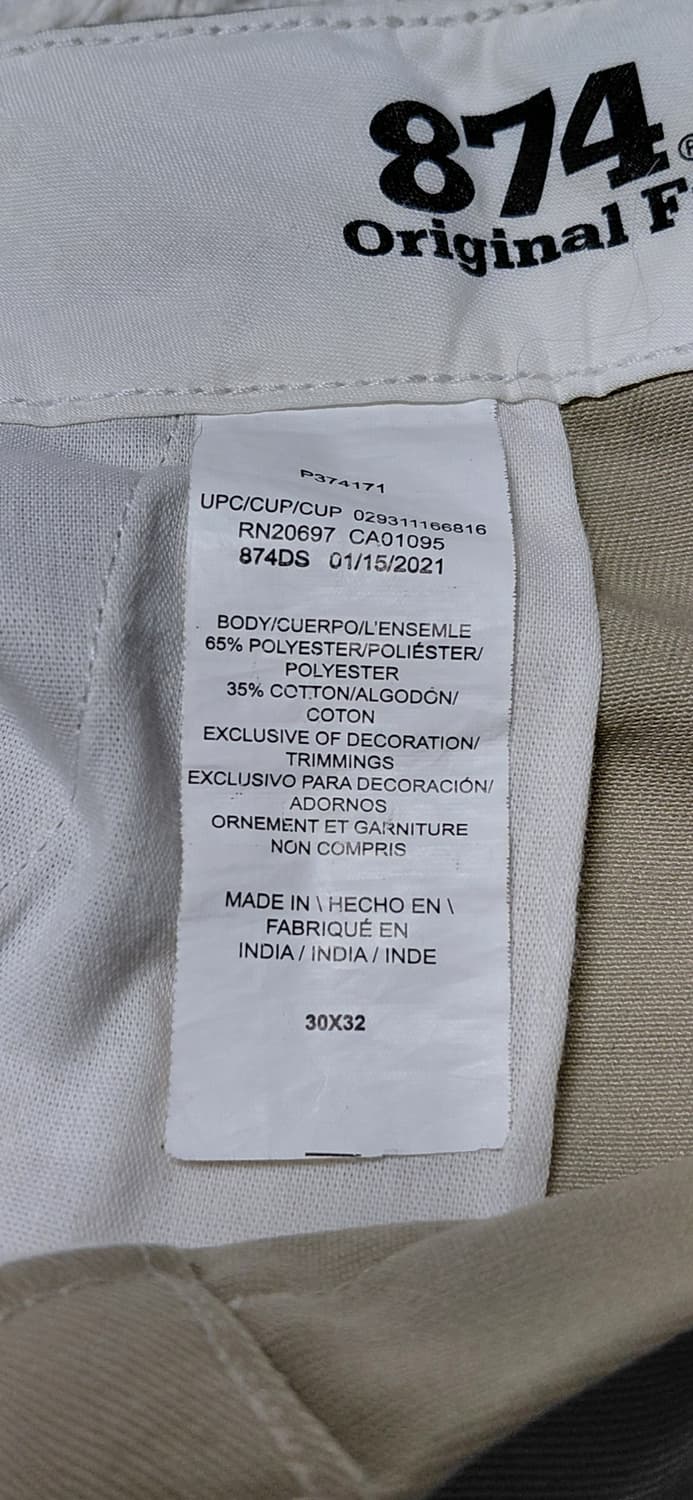 874®
Original F
P374171
UPC/CUP/CUP 029311166816
RN20697 CA01095
874DS 01/15/2021
BODY/CUERPO/L'ENSEMLE
65% POLYESTER/POLIÉSTER/
POLYESTER
35% COTTON/ALGODÓN/
COTON
EXCLUSIVE OF DECORATION/
TRIMMINGS
EXCLUSIVO PARA DECORACIÓN/
ADORNOS
ORNEMENT ET GARNITURE
NON COMPRIS
MADE IN \ HECHO EN \
FABRIQUÉ EN
INDIA / INDIA / INDE
30X32